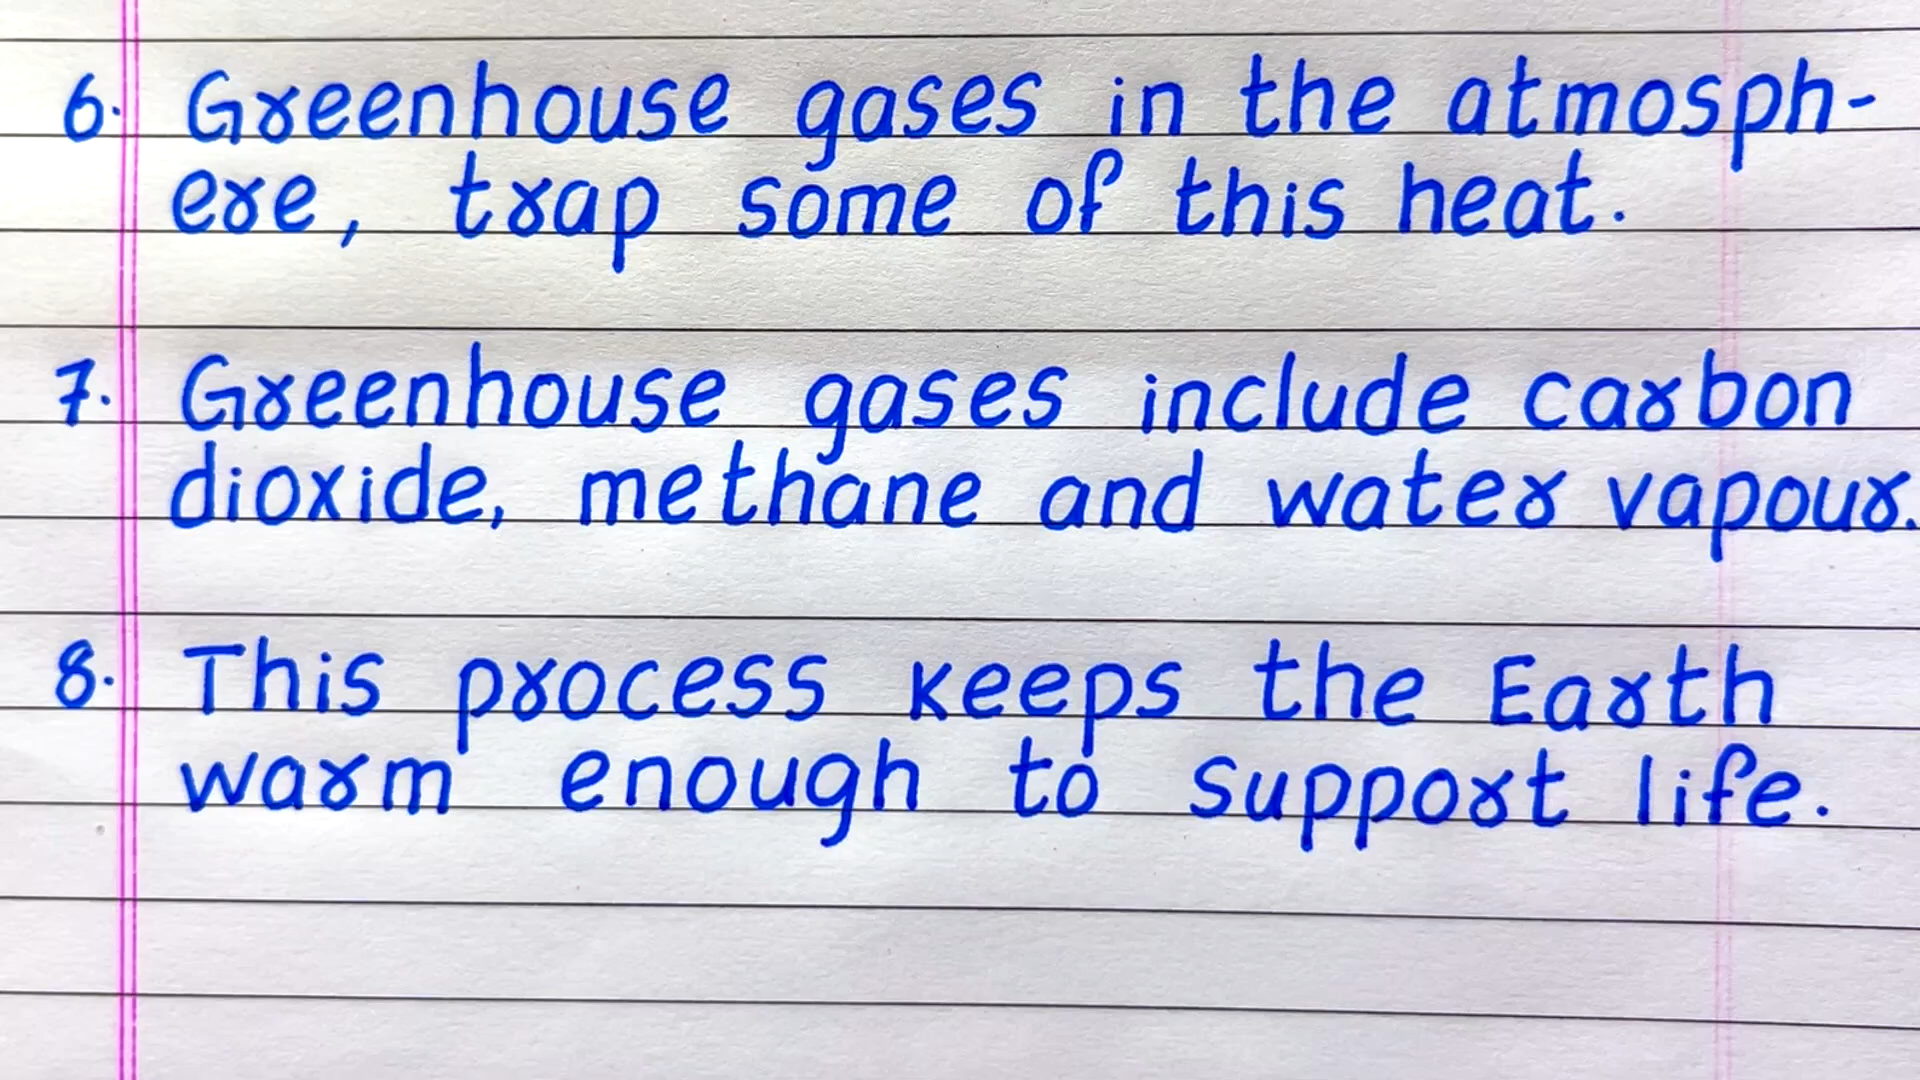 6. Greenhouse gases in the atmosph-
ere, trap some of this heat.
7. Greenhouse gases include carbon
dioxide, methane and water vapour.
8. This process keeps the Earth
warm enough to support life.